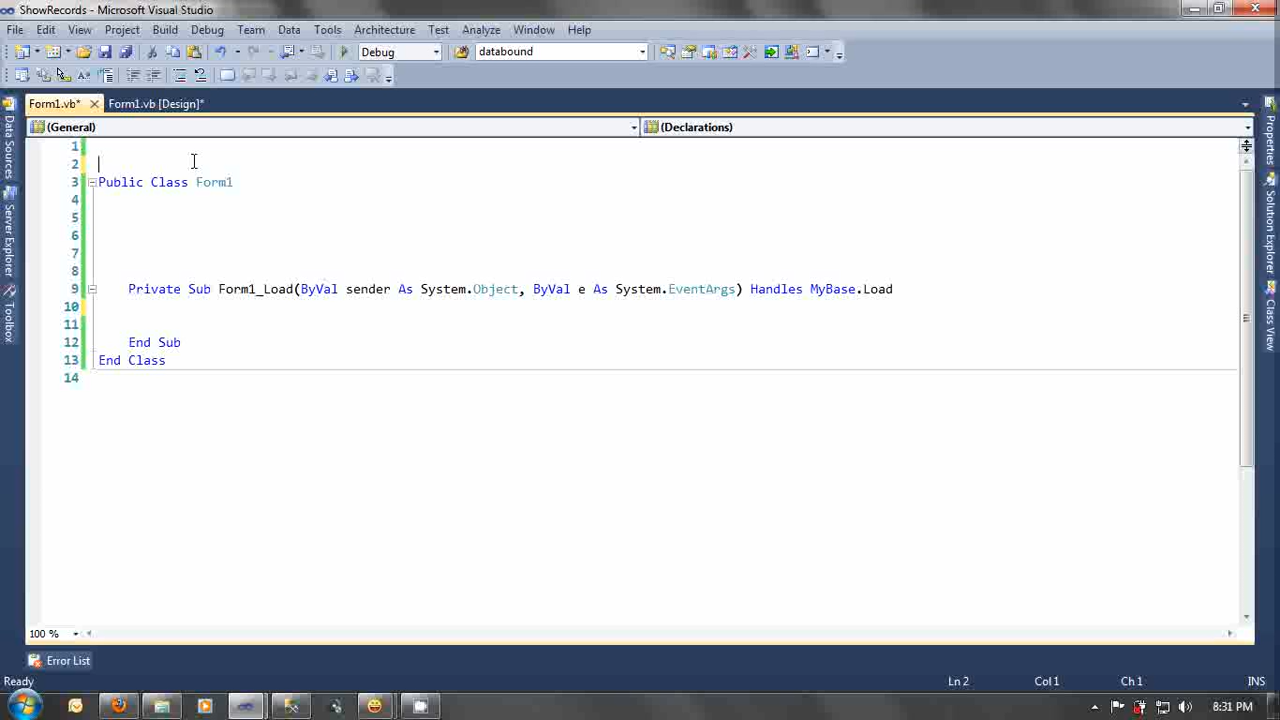 ShowRecords - Microsoft Visual Studio
File Edit View Project Build Debug Team Data Tools Architecture Test Analyze Window Help
Debug databound
Form1.vb* Form1.vb [Design]*
(General) (Declarations)
1
2
3 Public Class Form1
4
5
6
7
8
9 Private Sub Form1_Load(ByVal sender As System.Object, ByVal e As System.EventArgs) Handles MyBase.Load
10
11
12 End Sub
13 End Class
14
Data Sources
Server Explorer
Toolbox
Properties
Solution Explorer
Class View
100 %
Error List
Ready Ln 2 Col 1 Ch 1 INS
8:31 PM